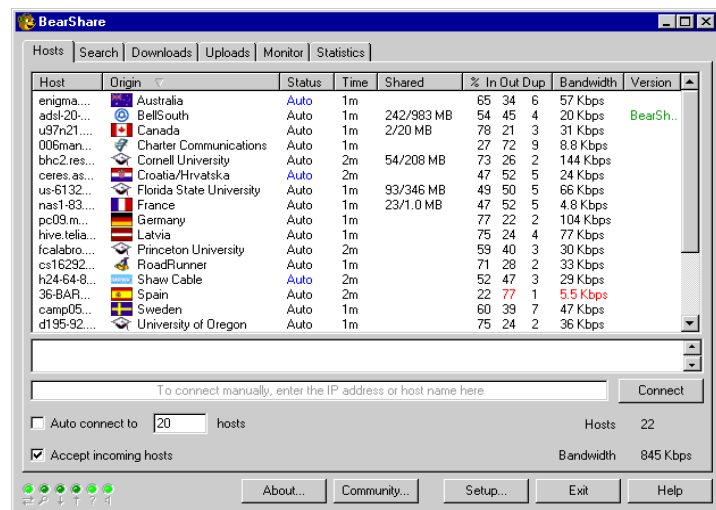 BearShare
Hosts Search Downloads Uploads Monitor Statistics
Host Origin Status Time Shared % In Out Dup Bandwidth Version
enigma.... Australia Auto 1m 65 34 6 57 Kbps
adsl-20-... BellSouth Auto 1m 242/983 MB 54 45 4 20 Kbps BearSh..
u97n21.... Canada Auto 1m 2/20 MB 78 21 3 31 Kbps
006man... Charter Communications Auto 1m 27 72 9 8.8 Kbps
bhc2.res... Cornell University Auto 2m 54/208 MB 73 26 2 144 Kbps
ceres.as... Croatia/Hrvatska Auto 2m 47 52 5 24 Kbps
us-6132... Florida State University Auto 1m 93/346 MB 49 50 5 66 Kbps
nas1-83.... France Auto 1m 23/1.0 MB 47 52 5 4.8 Kbps
pc09.m... Germany Auto 1m 77 22 2 104 Kbps
hive.telia... Latvia Auto 1m 75 24 4 77 Kbps
fcalabro.... Princeton University Auto 2m 59 40 3 30 Kbps
cs16292... RoadRunner Auto 1m 71 28 2 33 Kbps
h24-64-8... Shaw Cable Auto 2m 52 47 3 29 Kbps
36-BAR... Spain Auto 2m 22 77 1 5.5 Kbps
camp05... Sweden Auto 1m 60 39 7 47 Kbps
d195-92.... University of Oregon Auto 1m 75 24 2 36 Kbps
To connect manually, enter the IP address or host name here Connect
Auto connect to 20 hosts Hosts 22
Accept incoming hosts Bandwidth 845 Kbps
About... Community... Setup... Exit Help